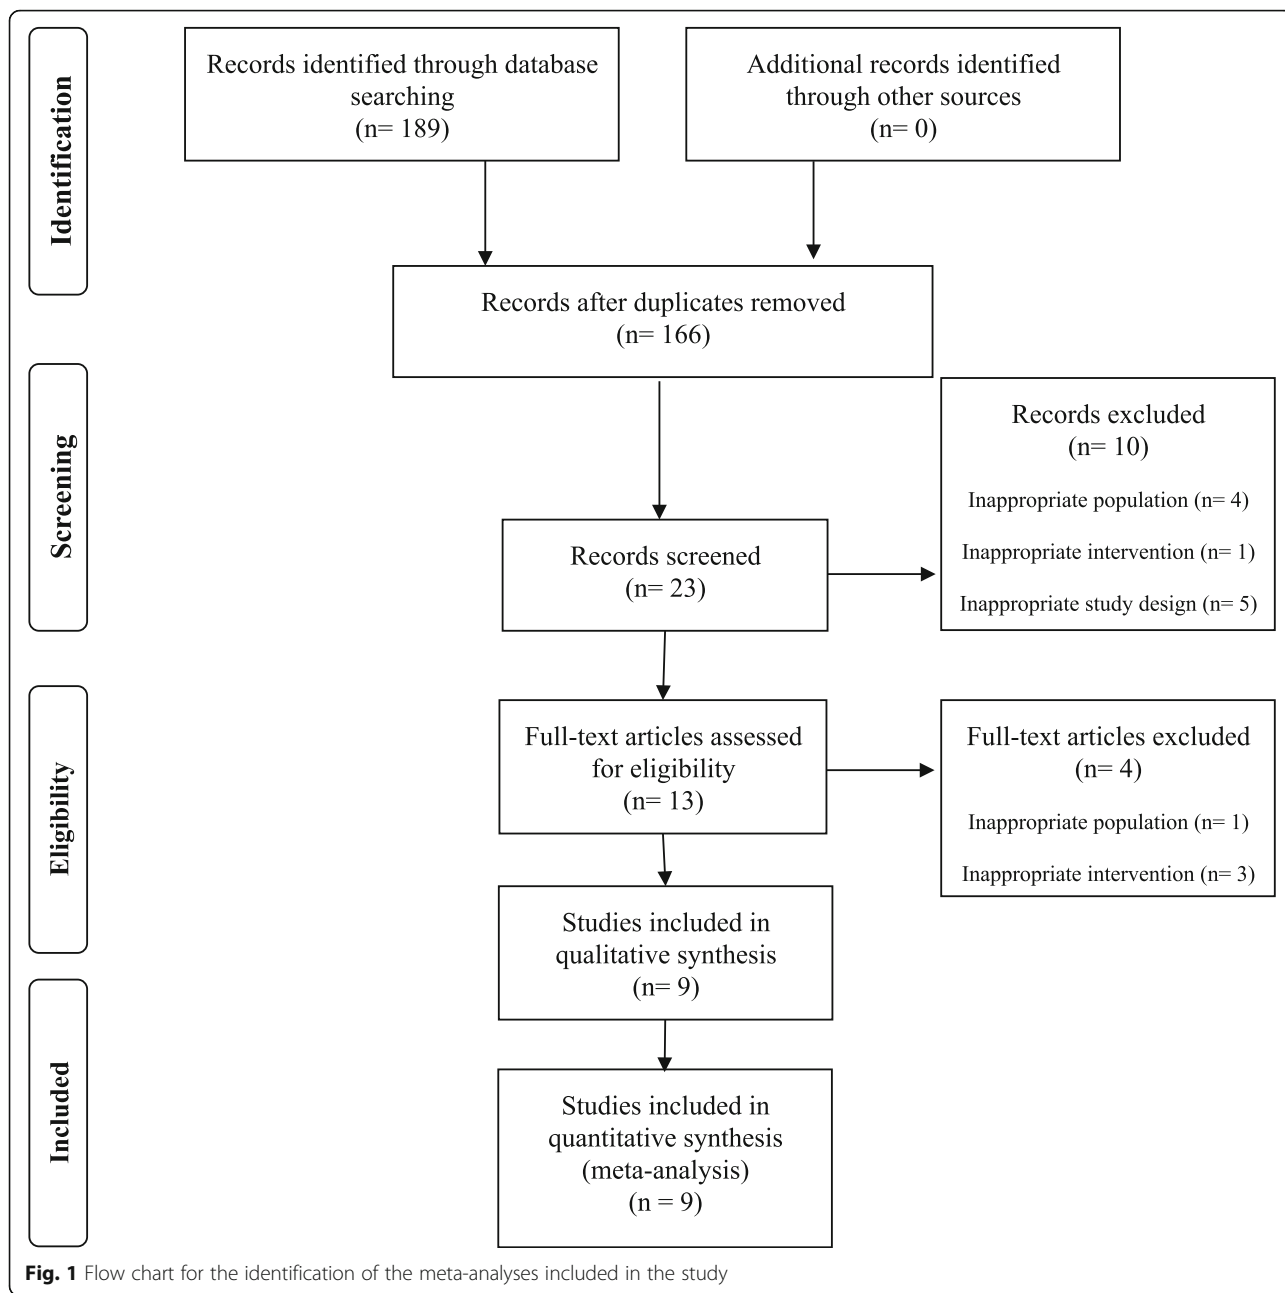 Identification
Records identified through database
searching
(n= 189)
Additional records identified
through other sources
(n= 0)
Records after duplicates removed
(n= 166)
Screening
Records excluded
(n= 10)
Inappropriate population (n= 4)
Inappropriate intervention (n= 1)
Inappropriate study design (n= 5)
Records screened
(n= 23)
Eligibility
Full-text articles assessed
for eligibility
(n= 13)
Full-text articles excluded
(n= 4)
Inappropriate population (n= 1)
Inappropriate intervention (n= 3)
Studies included in
qualitative synthesis
(n= 9)
Included
Studies included in
quantitative synthesis
(meta-analysis)
(n = 9)
Fig. 1 Flow chart for the identification of the meta-analyses included in the study